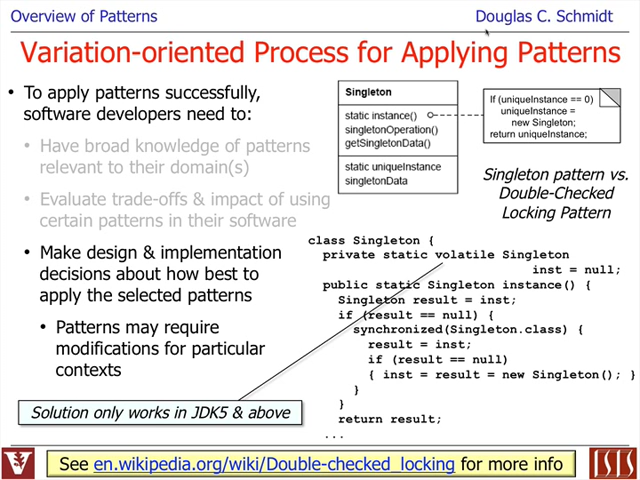 Overview of Patterns
Douglas C. Schmidt
Variation-oriented Process for Applying Patterns
• To apply patterns successfully,
software developers need to:
• Have broad knowledge of patterns
relevant to their domain(s)
• Evaluate trade-offs & impact of using
certain patterns in their software
• Make design & implementation
decisions about how best to
apply the selected patterns
• Patterns may require
modifications for particular
contexts
Solution only works in JDK5 & above
Singleton
static instance()
singletonOperation()
getSingletonData()
static uniqueInstance
singletonData
If (uniqueInstance == 0)
uniqueInstance =
new Singleton;
return uniqueInstance;
Singleton pattern vs.
Double-Checked
Locking Pattern
class Singleton {
private static volatile Singleton
inst = null;
public static Singleton instance() {
Singleton result = inst;
if (result == null) {
synchronized(Singleton.class) {
result = inst;
if (result == null)
{ inst = result = new Singleton(); }
}
}
return result;
...
See en.wikipedia.org/wiki/Double-checked_locking for more info
V
ISIS